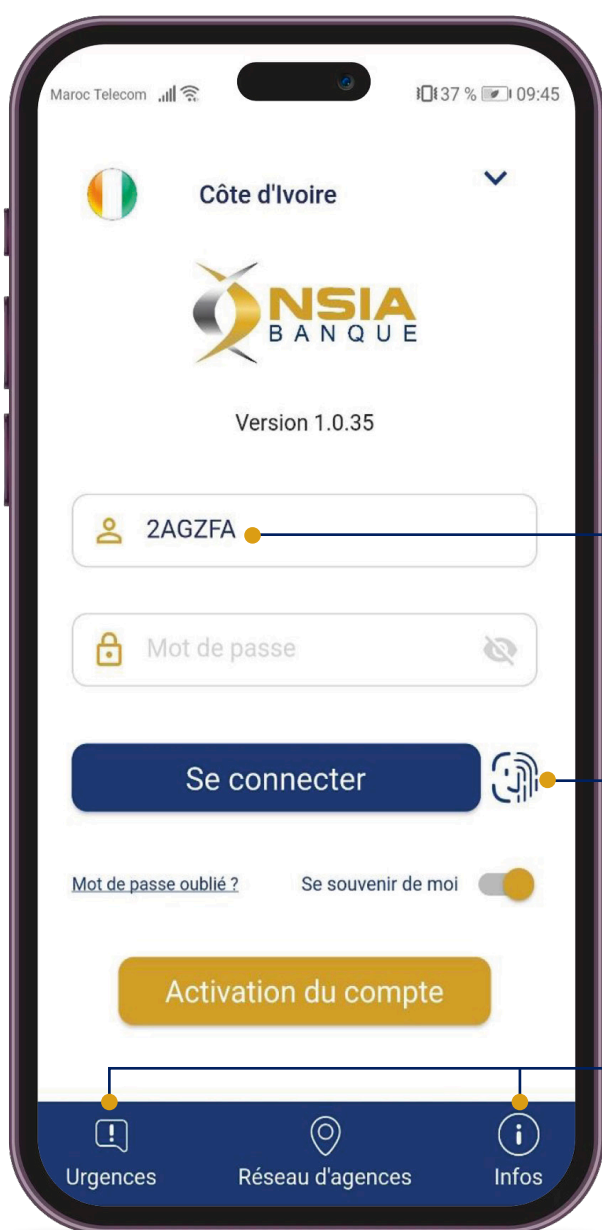 Maroc Telecom 37 % 09:45
Côte d'Ivoire
NSIA
BANQUE
Version 1.0.35
2AGZFA
Mot de passe
Se connecter
Mot de passe oublié ? Se souvenir de moi
Activation du compte
Urgences Réseau d'agences Infos